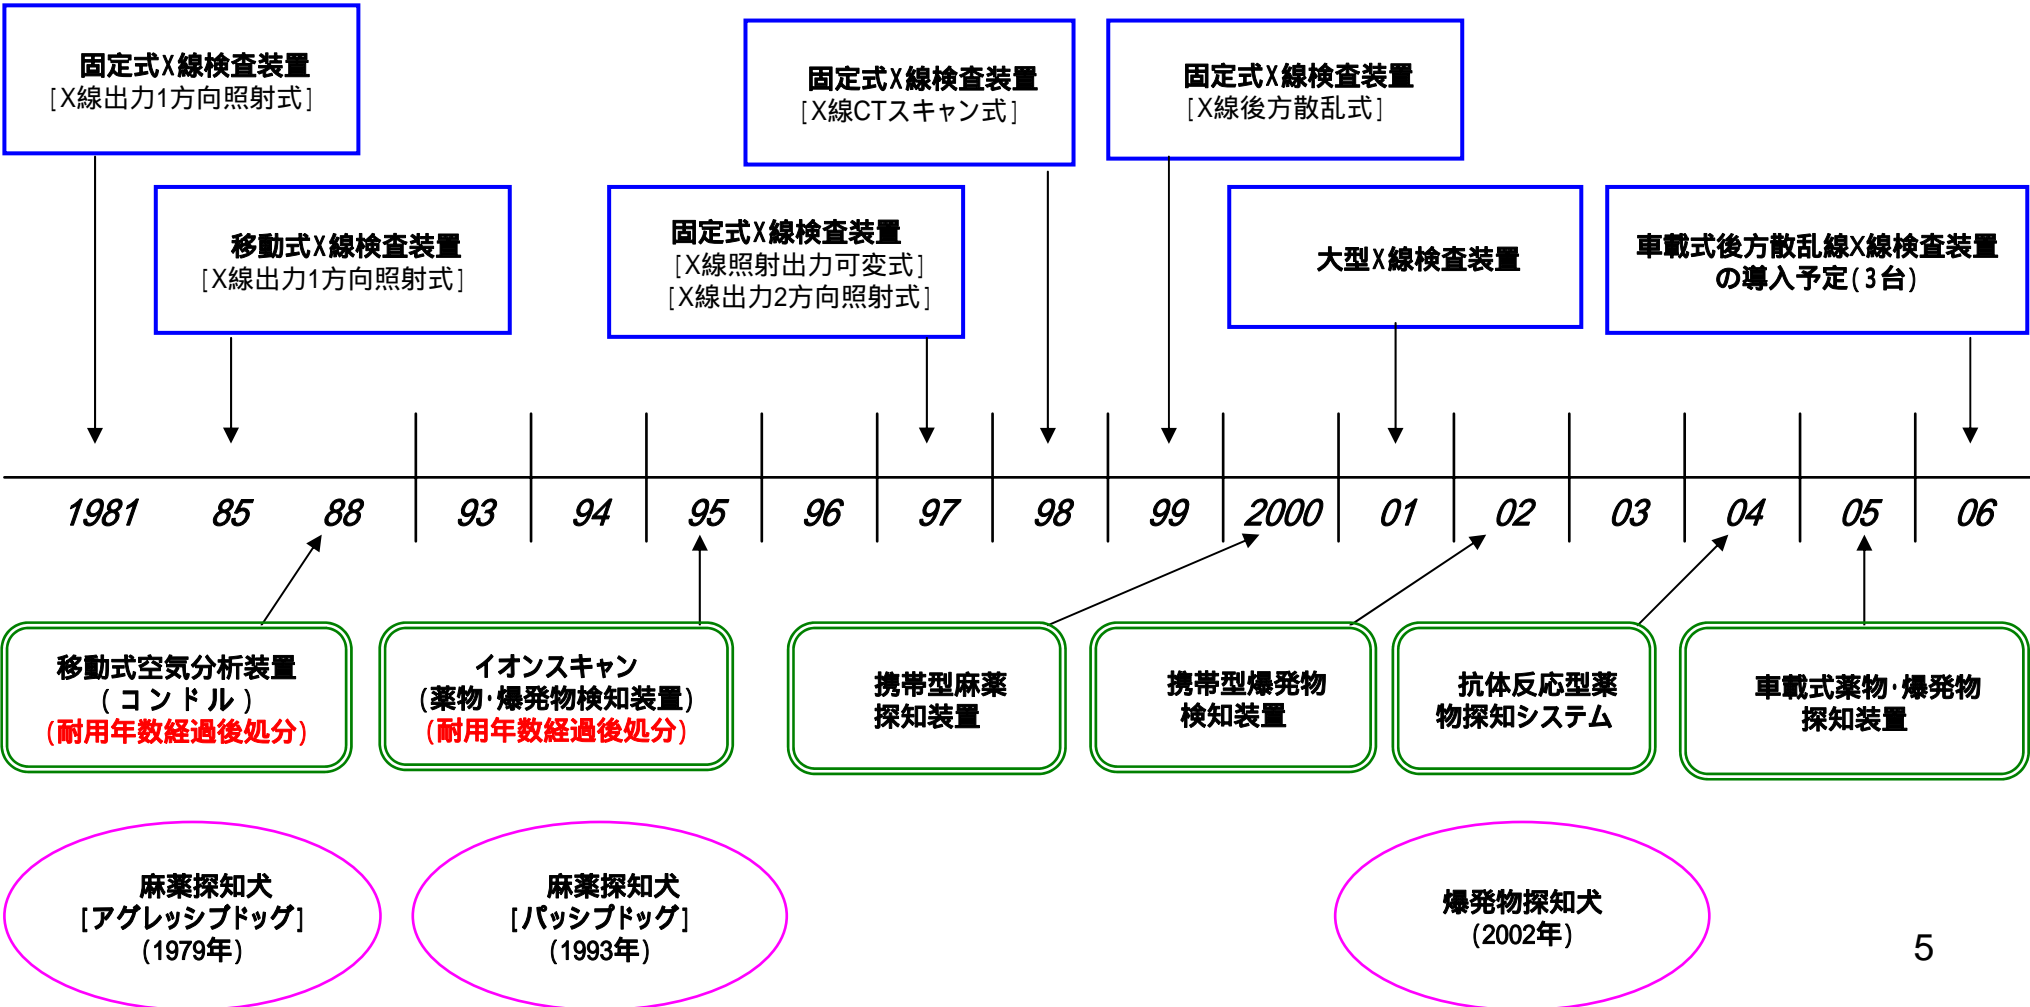 固定式X線検査装置
[X線出力1方向照射式]
固定式X線検査装置
[X線CTスキャン式]
固定式X線検査装置
[X線後方散乱式]
移動式X線検査装置
[X線出力1方向照射式]
固定式X線検査装置
[X線照射出力可変式]
[X線出力2方向照射式]
大型X線検査装置
車載式後方散乱線X線検査装置
の導入予定(3台)
1981 85 88 93 94 95 96 97 98 99 2000 01 02 03 04 05 06
移動式空気分析装置
(コンドル)
(耐用年数経過後処分)
イオンスキャン
(薬物・爆発物検知装置)
(耐用年数経過後処分)
携帯型麻薬
探知装置
携帯型爆発物
検知装置
抗体反応型薬
物探知システム
車載式薬物・爆発物
探知装置
麻薬探知犬
[アグレッシブドッグ]
(1979年)
麻薬探知犬
[パッシブドッグ]
(1993年)
爆発物探知犬
(2002年)
5